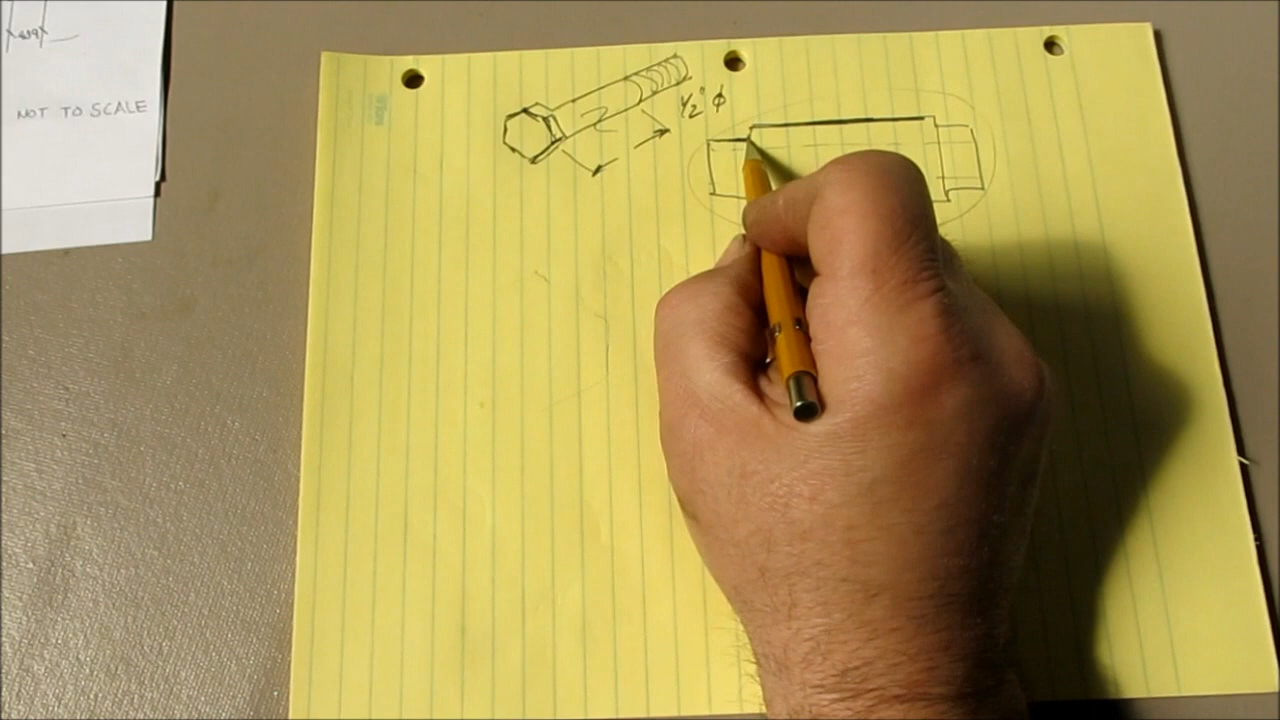 NOT TO SCALE
1/2" φ